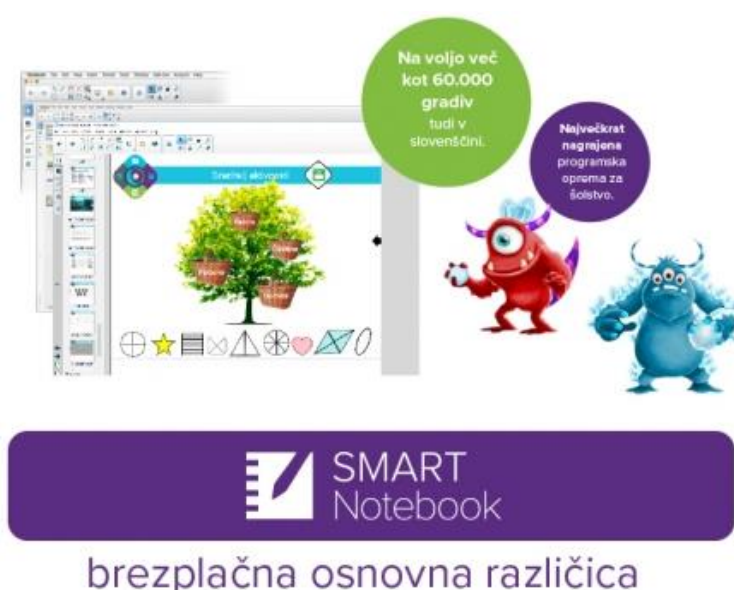 Na voljo več
kot 60.000
gradiv
tudi v
slovenščini.
Največkrat
nagrajena
programska
oprema za
šolstvo.
SMART
Notebook
brezplačna osnovna različica